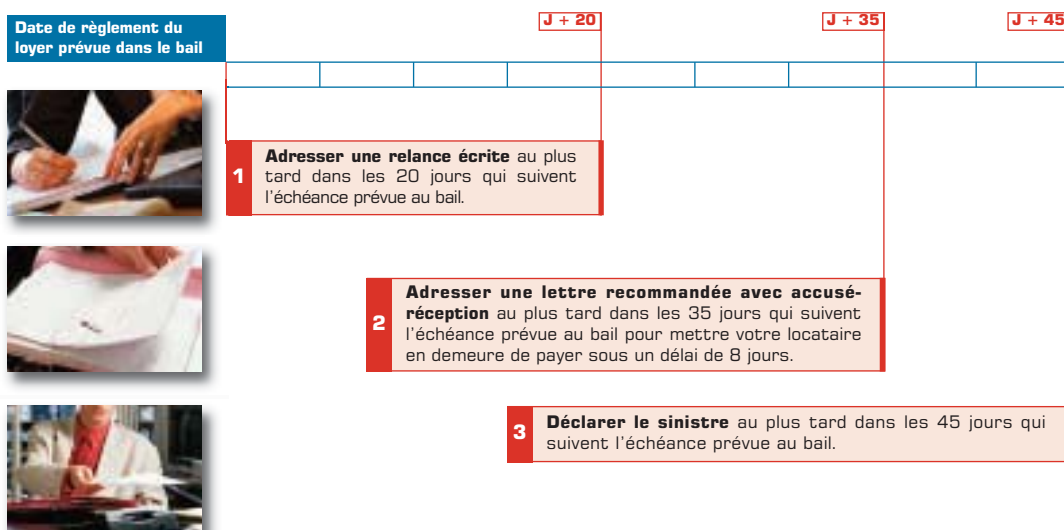 Date de règlement du
loyer prévue dans le bail
J + 20
J + 35
J + 45
1
Adresser une relance écrite au plus
tard dans les 20 jours qui suivent
l'échéance prévue au bail.
2
Adresser une lettre recommandée avec accusé-
réception au plus tard dans les 35 jours qui suivent
l'échéance prévue au bail pour mettre votre locataire
en demeure de payer sous un délai de 8 jours.
3
Déclarer le sinistre au plus tard dans les 45 jours qui
suivent l'échéance prévue au bail.